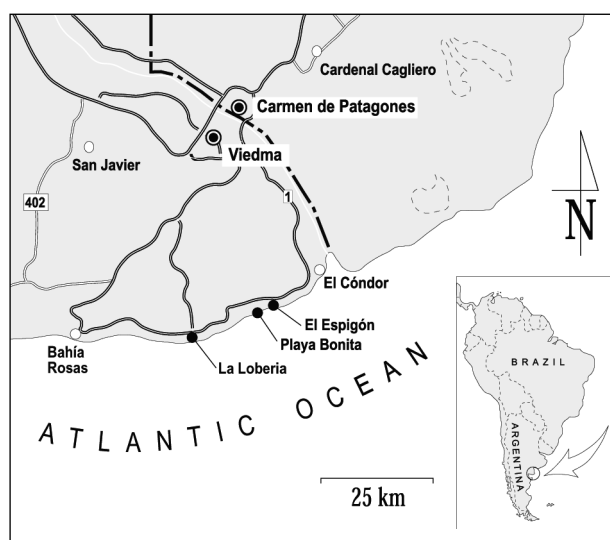 Cardenal Cagliero
Carmen de Patagones
Viedma
San Javier
402
1
N
El Cóndor
El Espigón
Playa Bonita
La Loberia
Bahía
Rosas
ATLANTIC OCEAN
25 km
BRAZIL
ARGENTINA